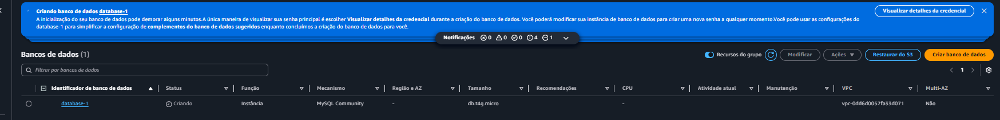 Criando banco de dados database-1
Visualizar detalhes da credencial
A inicialização do seu banco de dados pode demorar alguns minutos.A única maneira de visualizar sua senha principal é escolher Visualizar detalhes da credencial durante a criação do banco de dados. Você poderá modificar sua instância de banco de dados para criar uma nova senha a qualquer momento.Você pode usar as configurações do
database-1 para simplificar a configuração de complementos do banco de dados sugeridos enquanto concluímos a criação do banco de dados para você.
Notificações 0 0 0 4 1
Bancos de dados (1)
Recursos do grupo Modificar Ações Restaurar do S3 Criar banco de dados
Filtrar por bancos de dados
1
Identificador de banco de dados Status Função Mecanismo Região e AZ Tamanho Recomendações CPU Atividade atual Manutenção VPC Multi-AZ
database-1 Criando Instância MySQL Community - db.t4g.micro - vpc-0dd6d0057fa33d071 Não